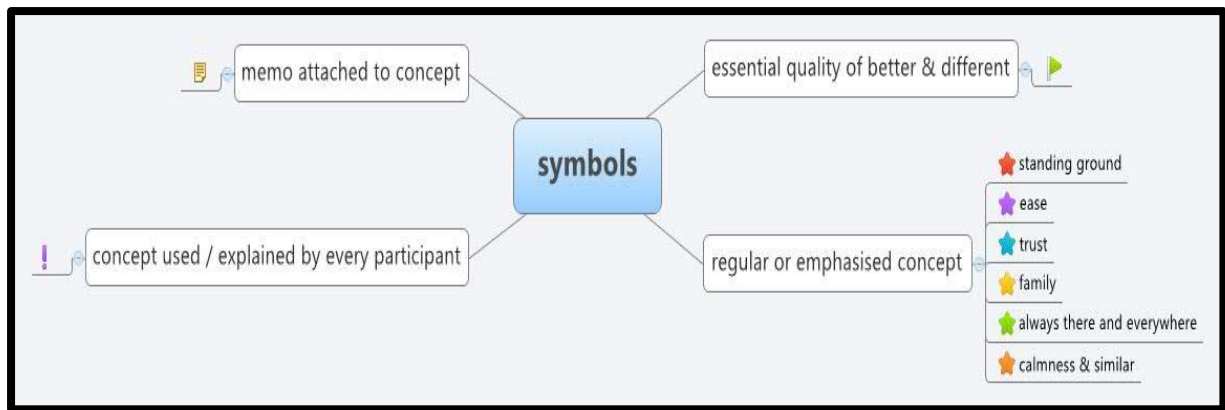 memo attached to concept
essential quality of better & different
symbols
concept used / explained by every participant
regular or emphasised concept
standing ground
ease
trust
family
always there and everywhere
calmness & similar